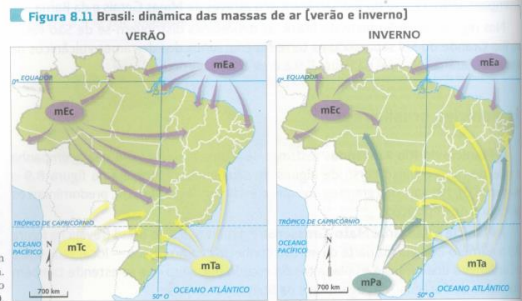 Figura 8.11 Brasil: dinâmica das massas de ar (verão e inverno)
VERÃO
INVERNO
mEa
mEa
0° EQUADOR
0° EQUADOR
mEc
mEc
TRÓPICO DE CAPRICÓRNIO
TRÓPICO DE CAPRICÓRNIO
OCEANO
PACÍFICO
N
mTc
mTa
OCEANO
PACÍFICO
N
mPa
mTa
700 km
50° O
OCEANO ATLÂNTICO
700 km
50° O
OCEANO ATLÂNTICO